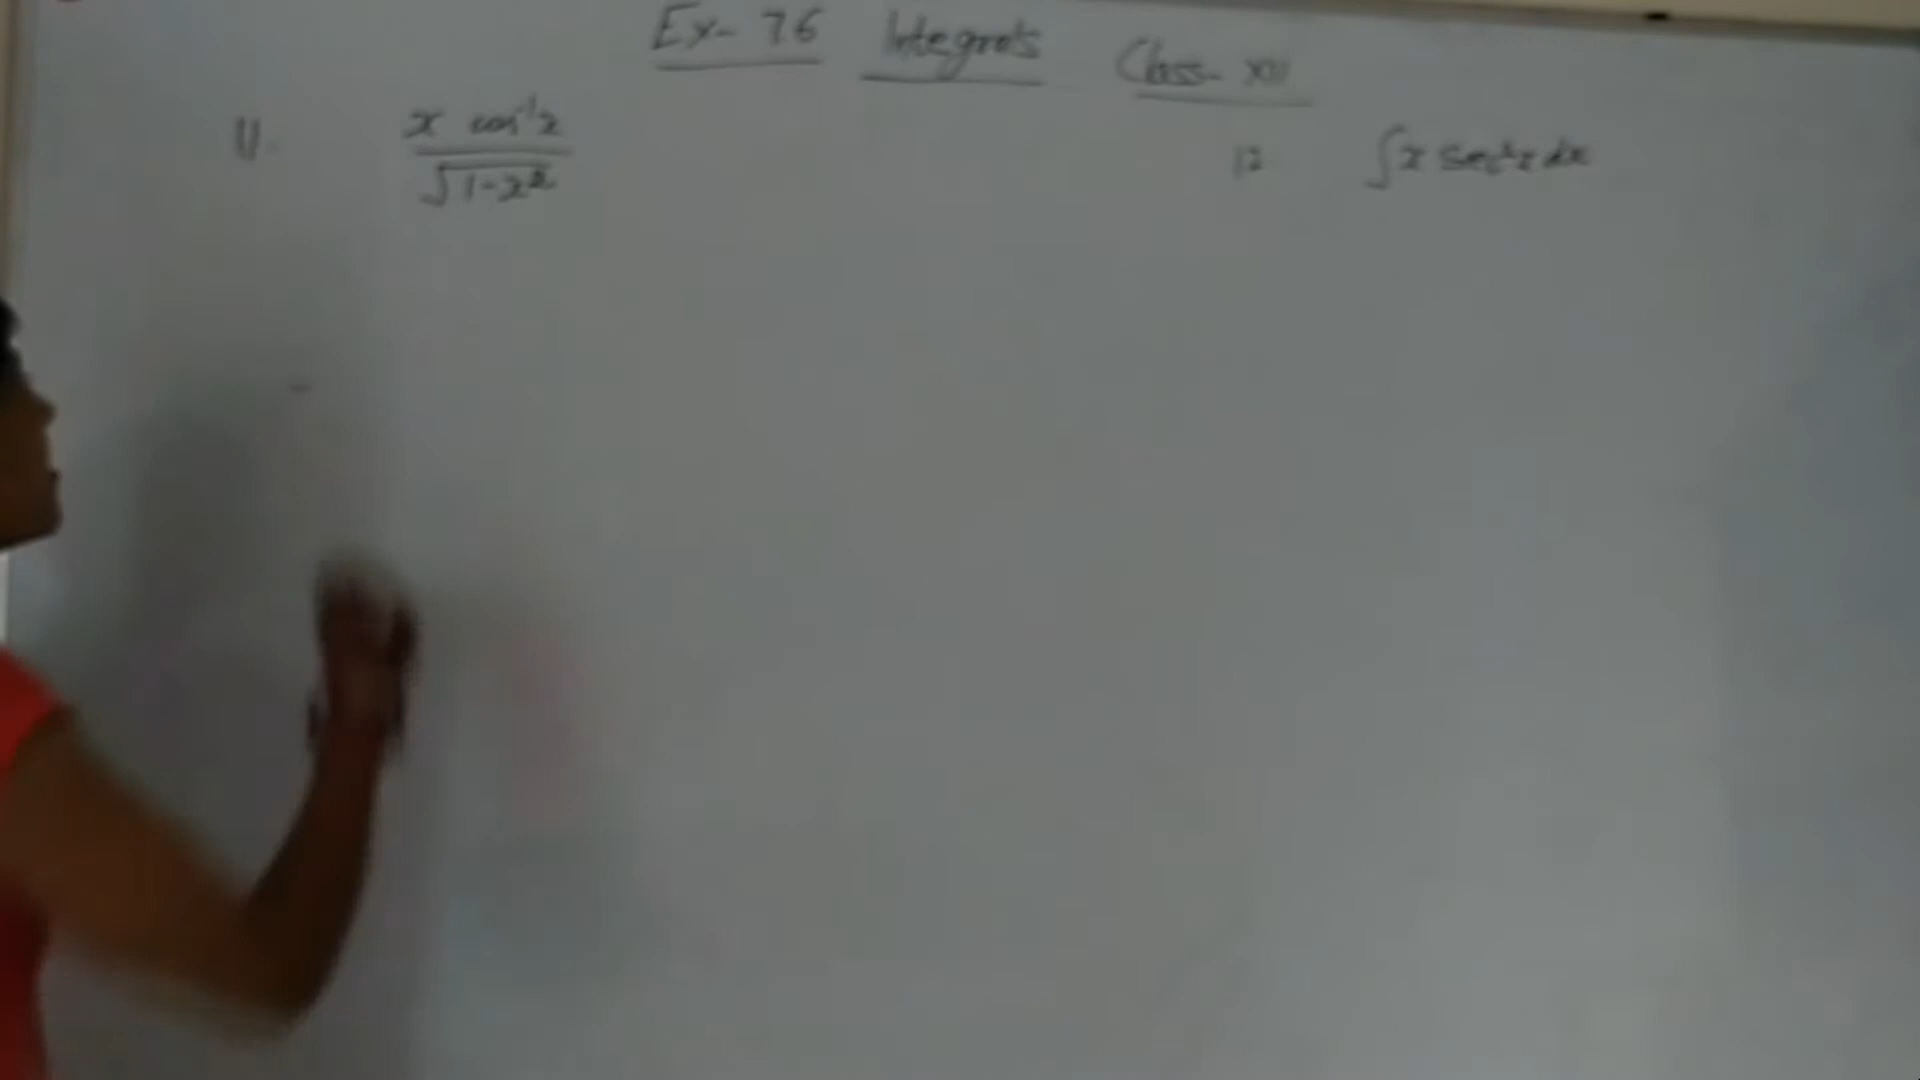 Ex- 7.6 Integrals Class- XII
11. x cos⁻¹x / √1-x²
12 ∫x sec²x dx